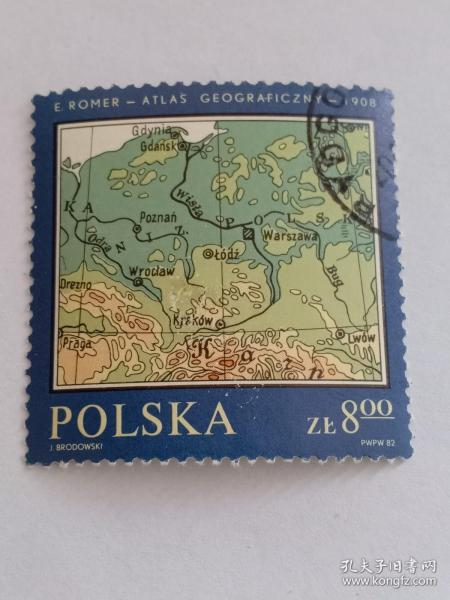 E. ROMER — ATLAS GEOGRAFICZNY 1908
Gdynia
Gdańsk
Wisła
K A N I Z
Poznań
P O L S K
Odra
Warszawa
Łódź
Wrocław
Bug
Drezno
Kraków
Lwów
Praga
K a r p
POLSKA
ZŁ 8.00
J. BRODOWSKI
PWPW 82
孔夫子旧书网
www.kongfz.com